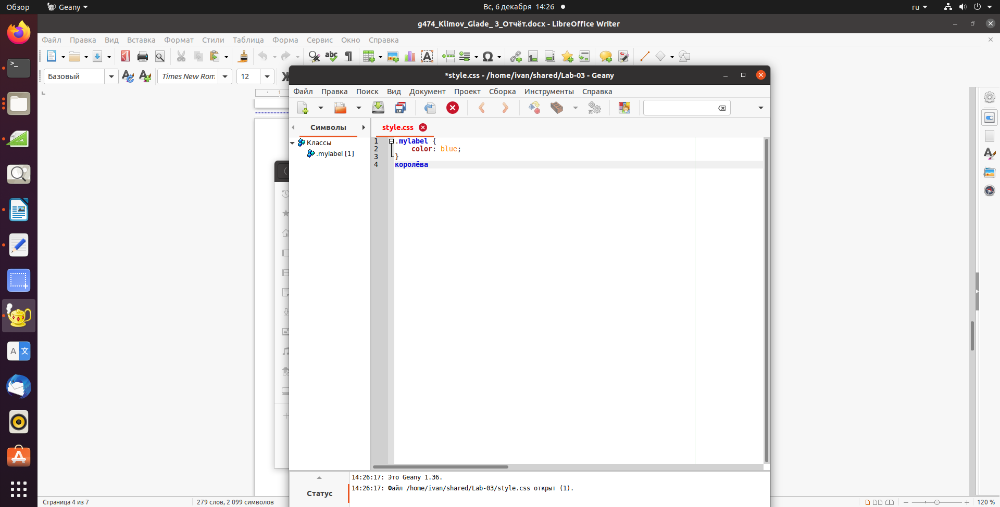 Обзор Geany Вс, 6 декабря 14:26 ru
g474_Klimov_Glade_ 3_Отчёт.docx - LibreOffice Writer
Файл Правка Вид Вставка Формат Стили Таблица Форма Сервис Окно Справка
Базовый Times New Rom 12 Ж
1
*style.css - /home/ivan/shared/Lab-03 - Geany
Файл Правка Поиск Вид Документ Проект Сборка Инструменты Справка
Символы style.css
Классы
.mylabel [1]
1 .mylabel {
2 color: blue;
3 }
4 королёва
Статус
14:26:17: Это Geany 1.36.
14:26:17: Файл /home/ivan/shared/Lab-03/style.css открыт (1).
Страница 4 из 7 279 слов, 2 099 символов 120 %